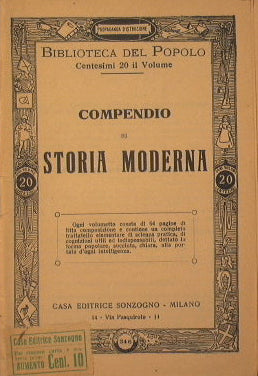 PROPAGANDA D'ISTRUZIONE
BIBLIOTECA DEL POPOLO
Centesimi 20 il Volume
COMPENDIO
DI
STORIA MODERNA
20
20
Ogni volumetto consta di 64 pagine di
fitta composizione e contiene un completo
trattatello elementare di scienza pratica, di
cognizioni utili ed indispensabili, dettato in
forma popolare, succinta, chiara, alla por-
tata d'ogni intelligenza.
CASA EDITRICE SONZOGNO - MILANO
14 - Via Pasquirolo - 14
Casa Editrice Sonzogno
AUMENTO Cent. 10